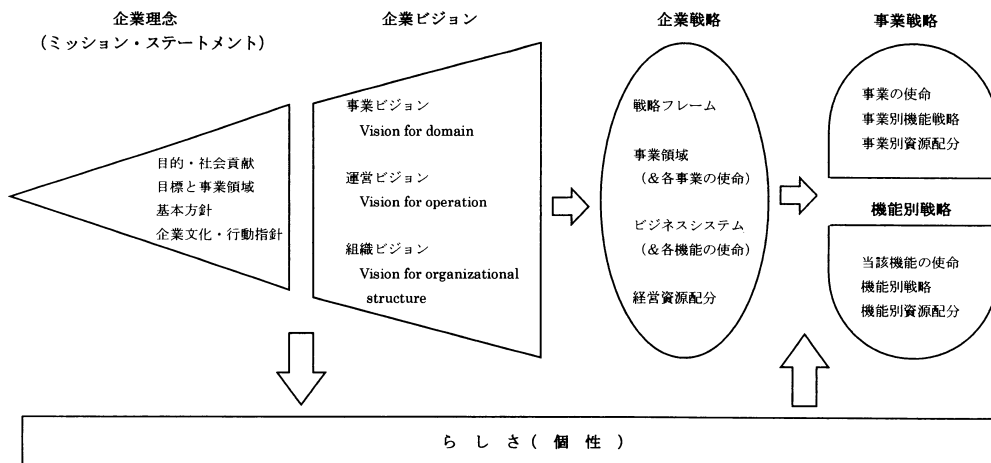 企業理念
(ミッション・ステートメント)
目的・社会貢献
目標と事業領域
基本方針
企業文化・行動指針
企業ビジョン
事業ビジョン
Vision for domain
運営ビジョン
Vision for operation
組織ビジョン
Vision for organizational
structure
企業戦略
戦略フレーム
事業領域
(&各事業の使命)
ビジネスシステム
(&各機能の使命)
経営資源配分
事業戦略
事業の使命
事業別機能戦略
事業別資源配分
機能別戦略
当該機能の使命
機能別戦略
機能別資源配分
らしさ(個性)